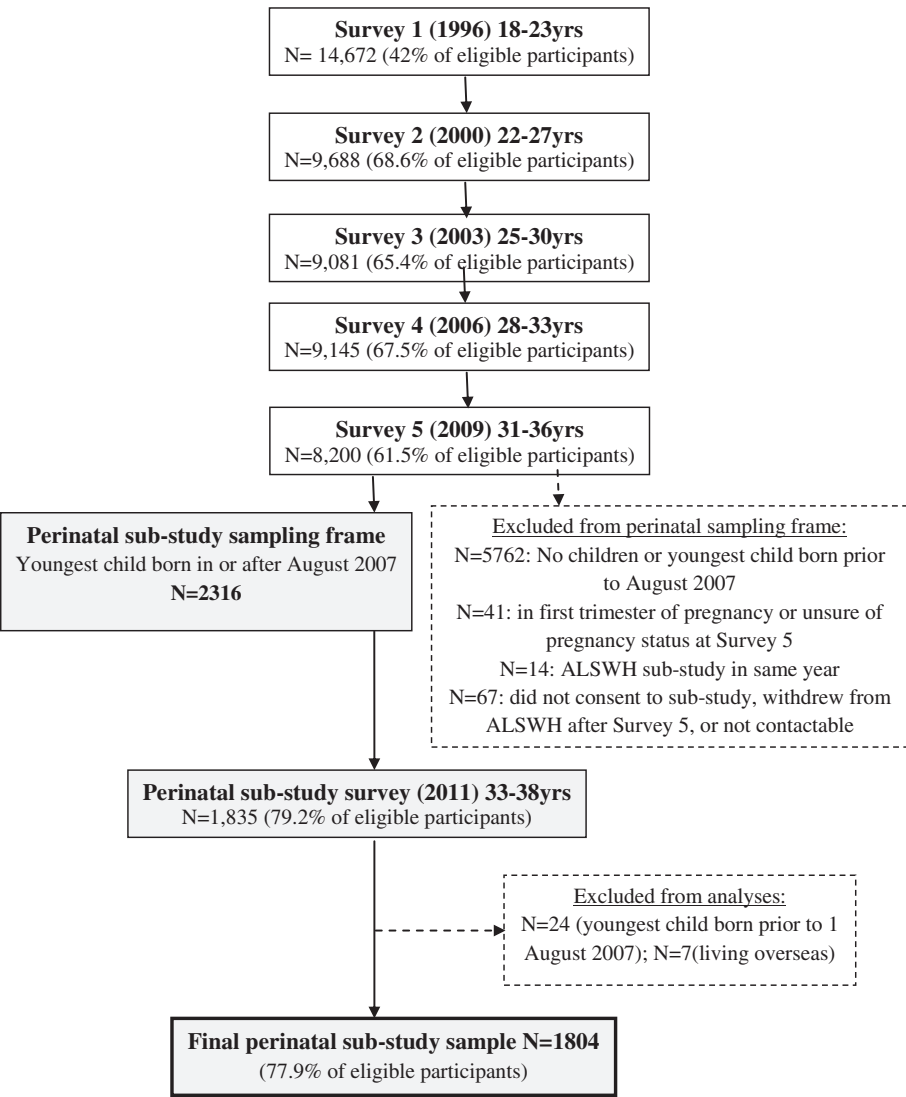 Survey 1 (1996) 18-23yrs
N= 14,672 (42% of eligible participants)
Survey 2 (2000) 22-27yrs
N=9,688 (68.6% of eligible participants)
Survey 3 (2003) 25-30yrs
N=9,081 (65.4% of eligible participants)
Survey 4 (2006) 28-33yrs
N=9,145 (67.5% of eligible participants)
Survey 5 (2009) 31-36yrs
N=8,200 (61.5% of eligible participants)
Perinatal sub-study sampling frame
Youngest child born in or after August 2007
N=2316
Excluded from perinatal sampling frame:
N=5762: No children or youngest child born prior
to August 2007
N=41: in first trimester of pregnancy or unsure of
pregnancy status at Survey 5
N=14: ALSWH sub-study in same year
N=67: did not consent to sub-study, withdrew from
ALSWH after Survey 5, or not contactable
Perinatal sub-study survey (2011) 33-38yrs
N=1,835 (79.2% of eligible participants)
Excluded from analyses:
N=24 (youngest child born prior to 1
August 2007); N=7(living overseas)
Final perinatal sub-study sample N=1804
(77.9% of eligible participants)